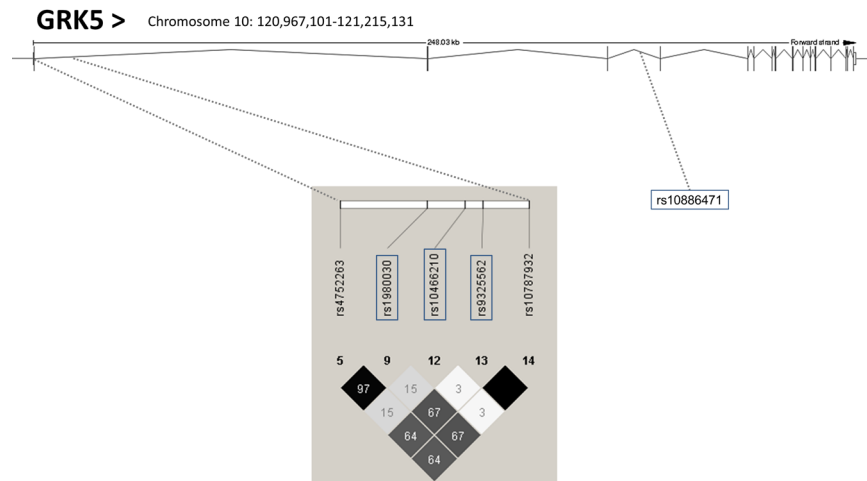 GRK5 > Chromosome 10: 120,967,101-121,215,131
248.03 kb Forward strand
rs10886471
rs4752263 rs1980030 rs10466210 rs9325562 rs10787932
5 9 12 13 14
97 15 3
15 67 3
64 67
64